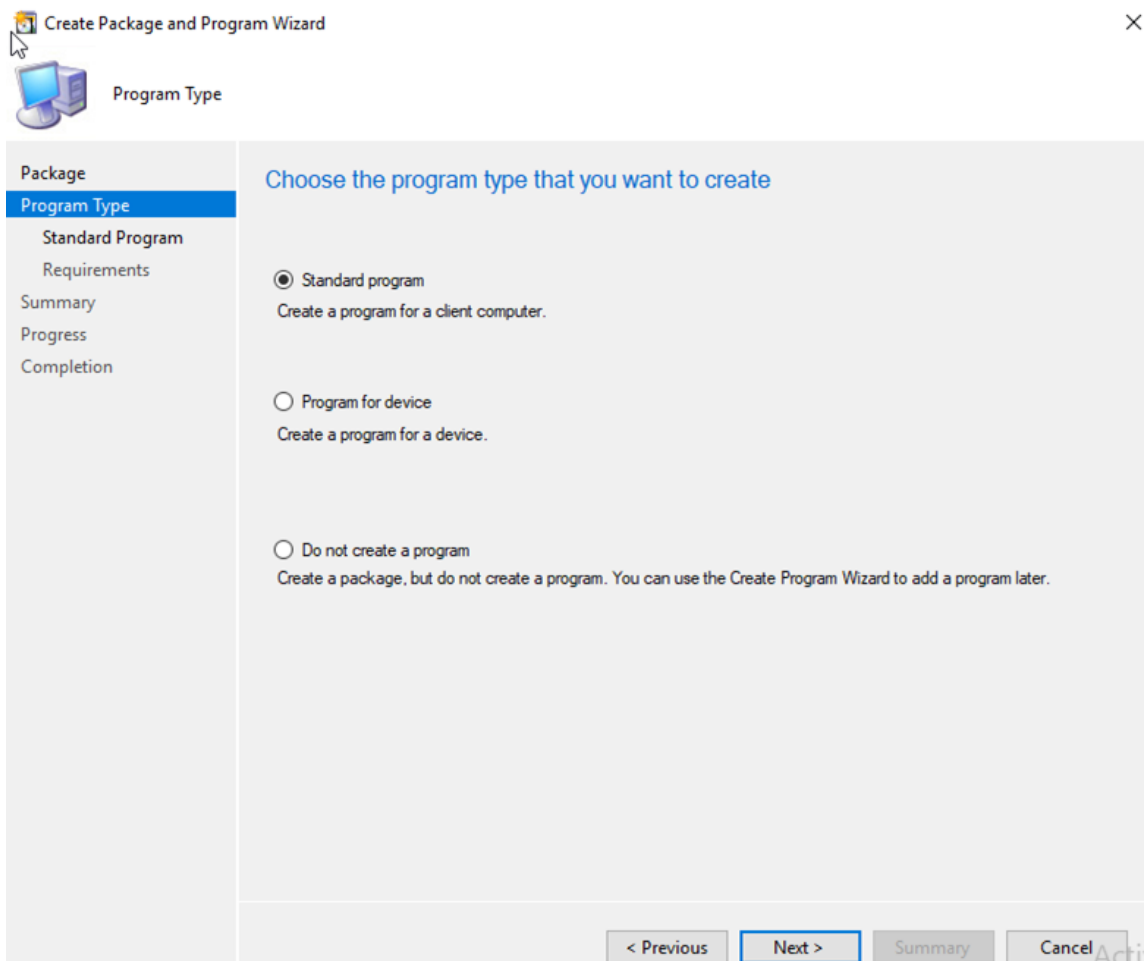 Create Package and Program Wizard
Program Type
Package
Program Type
Standard Program
Requirements
Summary
Progress
Completion
Choose the program type that you want to create
Standard program
Create a program for a client computer.
Program for device
Create a program for a device.
Do not create a program
Create a package, but do not create a program. You can use the Create Program Wizard to add a program later.
< Previous
Next >
Summary
Cancel